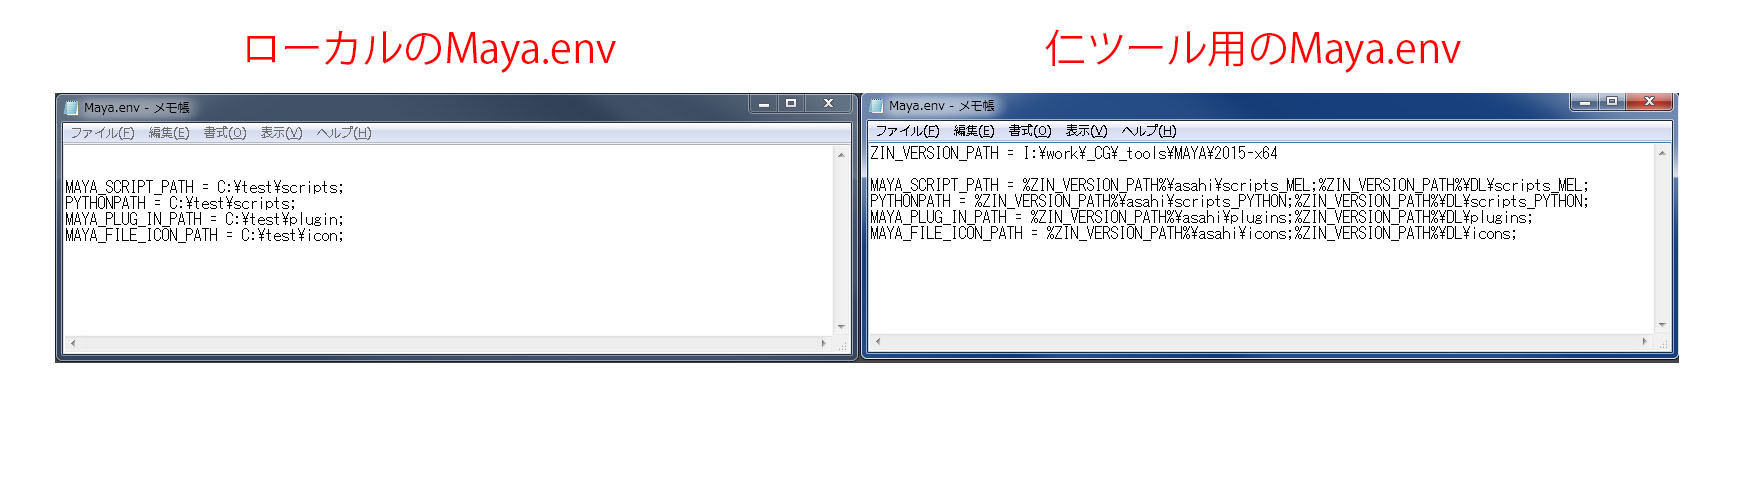 ローカルのMaya.env
Maya.env - メモ帳
ファイル(F) 編集(E) 書式(O) 表示(V) ヘルプ(H)
MAYA_SCRIPT_PATH = C:¥test¥scripts;
PYTHONPATH = C:¥test¥scripts;
MAYA_PLUG_IN_PATH = C:¥test¥plugin;
MAYA_FILE_ICON_PATH = C:¥test¥icon;
仁ツール用のMaya.env
Maya.env - メモ帳
ファイル(F) 編集(E) 書式(O) 表示(V) ヘルプ(H)
ZIN_VERSION_PATH = I:¥work¥_CG¥_tools¥MAYA¥2015-x64
MAYA_SCRIPT_PATH = %ZIN_VERSION_PATH%¥asahi¥scripts_MEL;%ZIN_VERSION_PATH%¥DL¥scripts_MEL;
PYTHONPATH = %ZIN_VERSION_PATH%¥asahi¥scripts_PYTHON;%ZIN_VERSION_PATH%¥DL¥scripts_PYTHON;
MAYA_PLUG_IN_PATH = %ZIN_VERSION_PATH%¥asahi¥plugins;%ZIN_VERSION_PATH%¥DL¥plugins;
MAYA_FILE_ICON_PATH = %ZIN_VERSION_PATH%¥asahi¥icons;%ZIN_VERSION_PATH%¥DL¥icons;